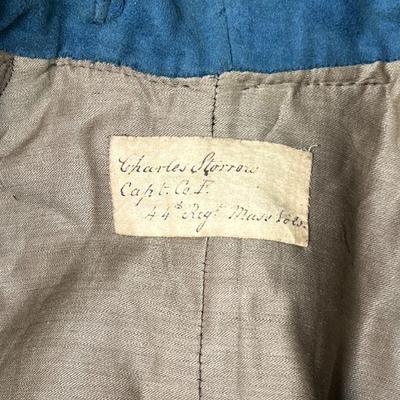 Charles Storrow
Capt. Co. I.
44th Regt Mass Vols.